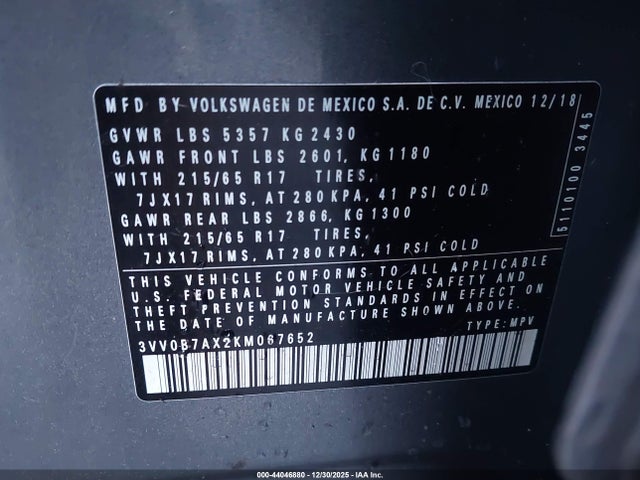 MFD BY VOLKSWAGEN DE MEXICO S.A. DE C.V. MEXICO 12/18
GVWR LBS 5357 KG 2430
GAWR FRONT LBS 2601, KG 1180
WITH 215/65 R17 TIRES,
7JX17 RIMS, AT 280 KPA, 41 PSI COLD
GAWR REAR LBS 2866, KG 1300
WITH 215/65 R17 TIRES,
7JX17 RIMS, AT 280 KPA, 41 PSI COLD
THIS VEHICLE CONFORMS TO ALL APPLICABLE
U.S. FEDERAL MOTOR VEHICLE SAFETY AND
THEFT PREVENTION STANDARDS IN EFFECT ON
THE DATE OF MANUFACTURE SHOWN ABOVE.
3VV0B7AX2KM067652 TYPE: MPV
5110100 3445
000-44046880 - 12/30/2025 - IAA Inc.